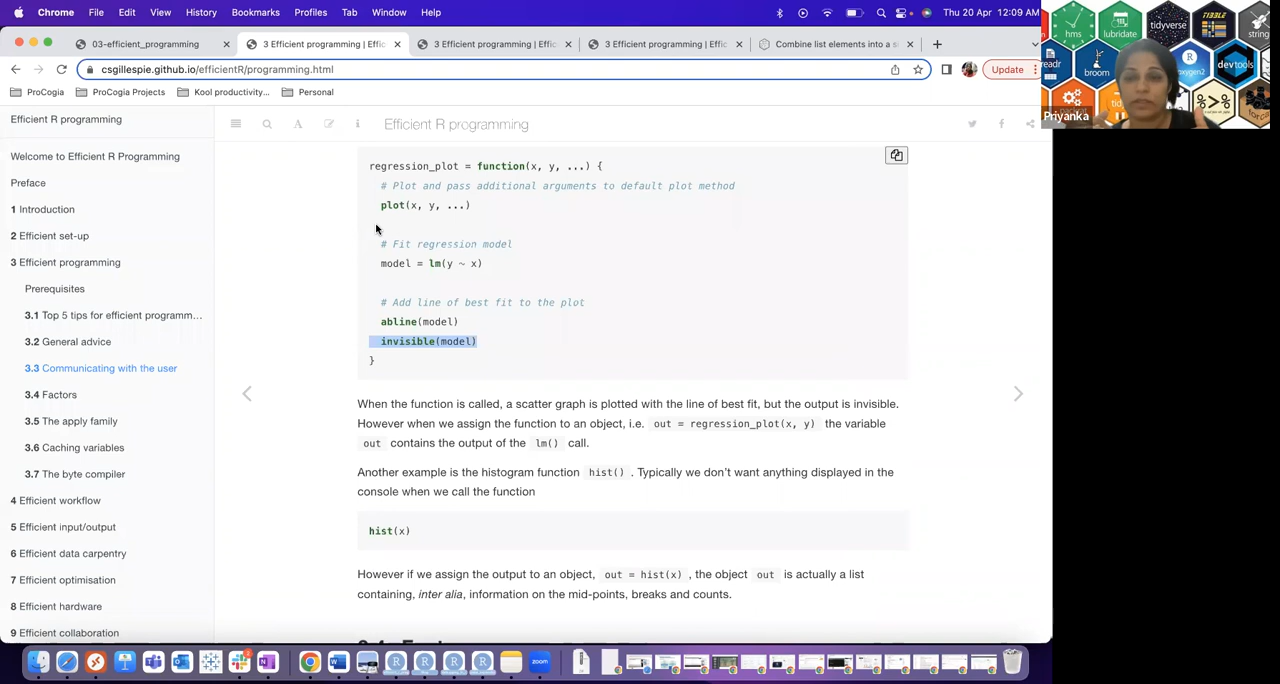 Chrome File Edit View History Bookmarks Profiles Tab Window Help Thu 20 Apr 12:09 AM
03-efficient_programming × 3 Efficient programming | Effic × 3 Efficient programming | Effic × 3 Efficient programming | Effic × Combine list elements into a s ×
csgillespie.github.io/efficientR/programming.html Update
ProCogia ProCogia Projects Kool productivity... Personal
Efficient R programming
Welcome to Efficient R Programming
Preface
1 Introduction
2 Efficient set-up
3 Efficient programming
Prerequisites
3.1 Top 5 tips for efficient programm...
3.2 General advice
3.3 Communicating with the user
3.4 Factors
3.5 The apply family
3.6 Caching variables
3.7 The byte compiler
4 Efficient workflow
5 Efficient input/output
6 Efficient data carpentry
7 Efficient optimisation
8 Efficient hardware
9 Efficient collaboration
Efficient R programming
regression_plot = function(x, y, ...) {
# Plot and pass additional arguments to default plot method
plot(x, y, ...)
# Fit regression model
model = lm(y ~ x)
# Add line of best fit to the plot
abline(model)
invisible(model)
}
When the function is called, a scatter graph is plotted with the line of best fit, but the output is invisible.
However when we assign the function to an object, i.e. out = regression_plot(x, y) the variable
out contains the output of the lm() call.
Another example is the histogram function hist() . Typically we don't want anything displayed in the
console when we call the function
hist(x)
However if we assign the output to an object, out = hist(x) , the object out is actually a list
containing, inter alia, information on the mid-points, breaks and counts.
hms lubridate tidyverse TIBBLE string
readr broom R devtools
%>%
Priyanka
zoom